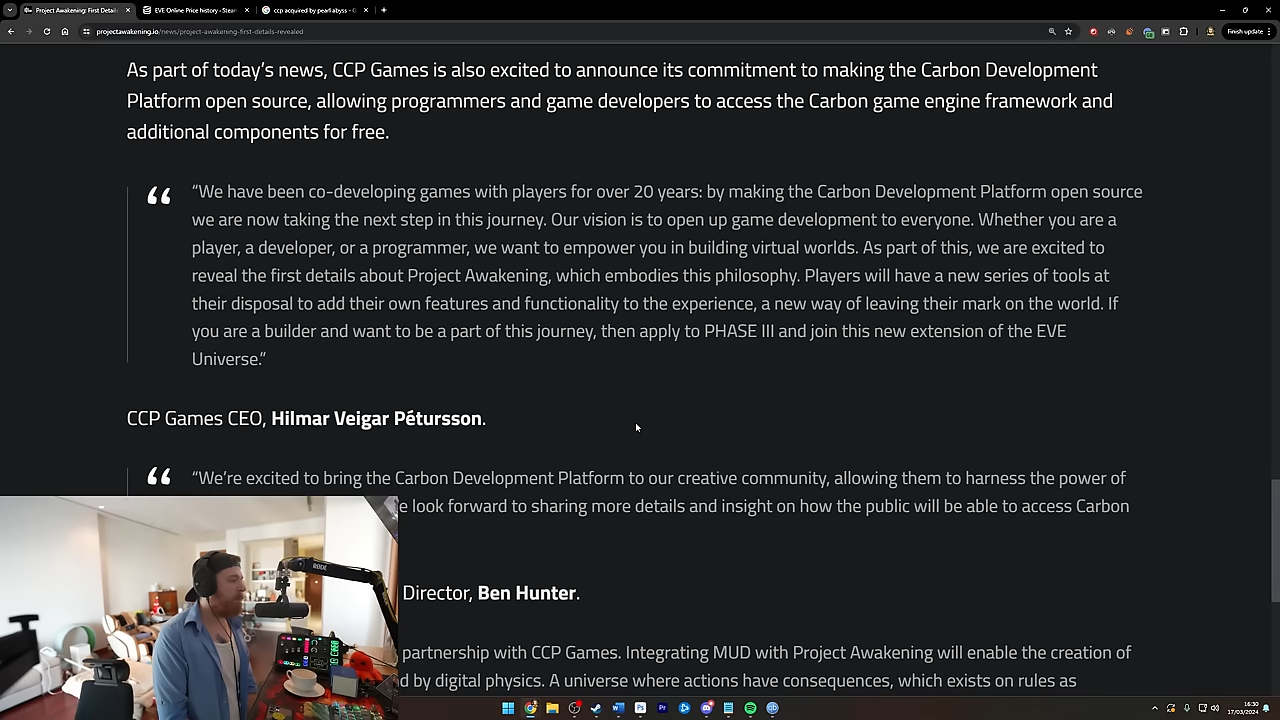 Project Awakening: First Detail
EVE Online Price history · Stea
ccp acquired by pearl abyss - G
projectawakening.io/news/project-awakening-first-details-revealed
Finish update
As part of today's news, CCP Games is also excited to announce its commitment to making the Carbon Development
Platform open source, allowing programmers and game developers to access the Carbon game engine framework and
additional components for free.
“We have been co-developing games with players for over 20 years: by making the Carbon Development Platform open source
we are now taking the next step in this journey. Our vision is to open up game development to everyone. Whether you are a
player, a developer, or a programmer, we want to empower you in building virtual worlds. As part of this, we are excited to
reveal the first details about Project Awakening, which embodies this philosophy. Players will have a new series of tools at
their disposal to add their own features and functionality to the experience, a new way of leaving their mark on the world. If
you are a builder and want to be a part of this journey, then apply to PHASE III and join this new extension of the EVE
Universe.”
CCP Games CEO, Hilmar Veigar Pétursson.
“We’re excited to bring the Carbon Development Platform to our creative community, allowing them to harness the power of
e look forward to sharing more details and insight on how the public will be able to access Carbon
Director, Ben Hunter.
partnership with CCP Games. Integrating MUD with Project Awakening will enable the creation of
d by digital physics. A universe where actions have consequences, which exists on rules as
RØDE
16:30
17/03/2024